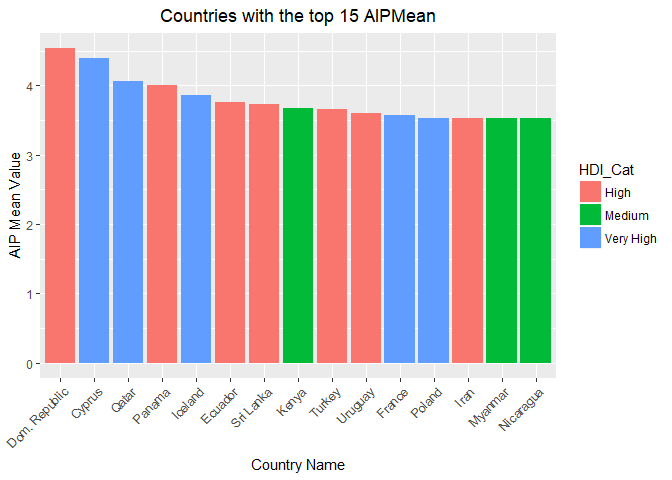 Countries with the top 15 AIPMean
AIP Mean Value
4
3
2
1
0
Dom. Republic
Cyprus
Qatar
Panama
Iceland
Ecuador
Sri Lanka
Kenya
Turkey
Uruguay
France
Poland
Iran
Myanmar
Nicaragua
Country Name
HDI_Cat
High
Medium
Very High